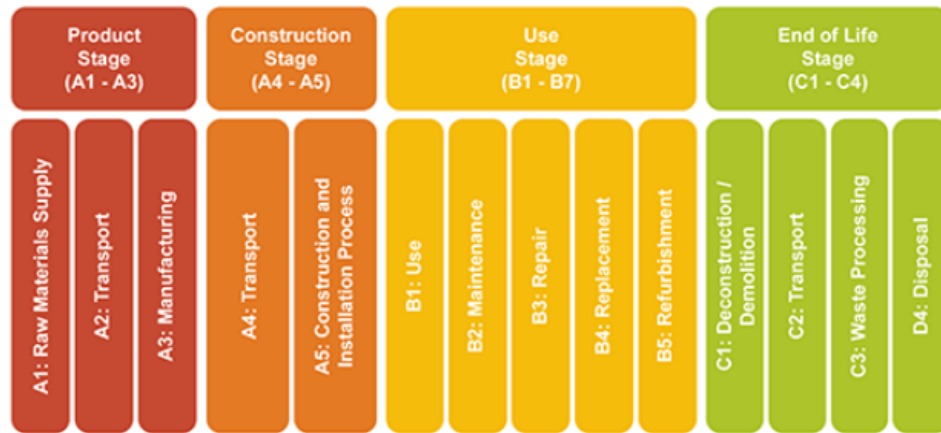 Product
Stage
(A1 - A3)
Construction
Stage
(A4 - A5)
Use
Stage
(B1 - B7)
End of Life
Stage
(C1 - C4)
A1: Raw Materials Supply
A2: Transport
A3: Manufacturing
A4: Transport
A5: Construction and
Installation Process
B1: Use
B2: Maintenance
B3: Repair
B4: Replacement
B5: Refurbishment
C1: Deconstruction /
Demolition
C2: Transport
C3: Waste Processing
D4: Disposal